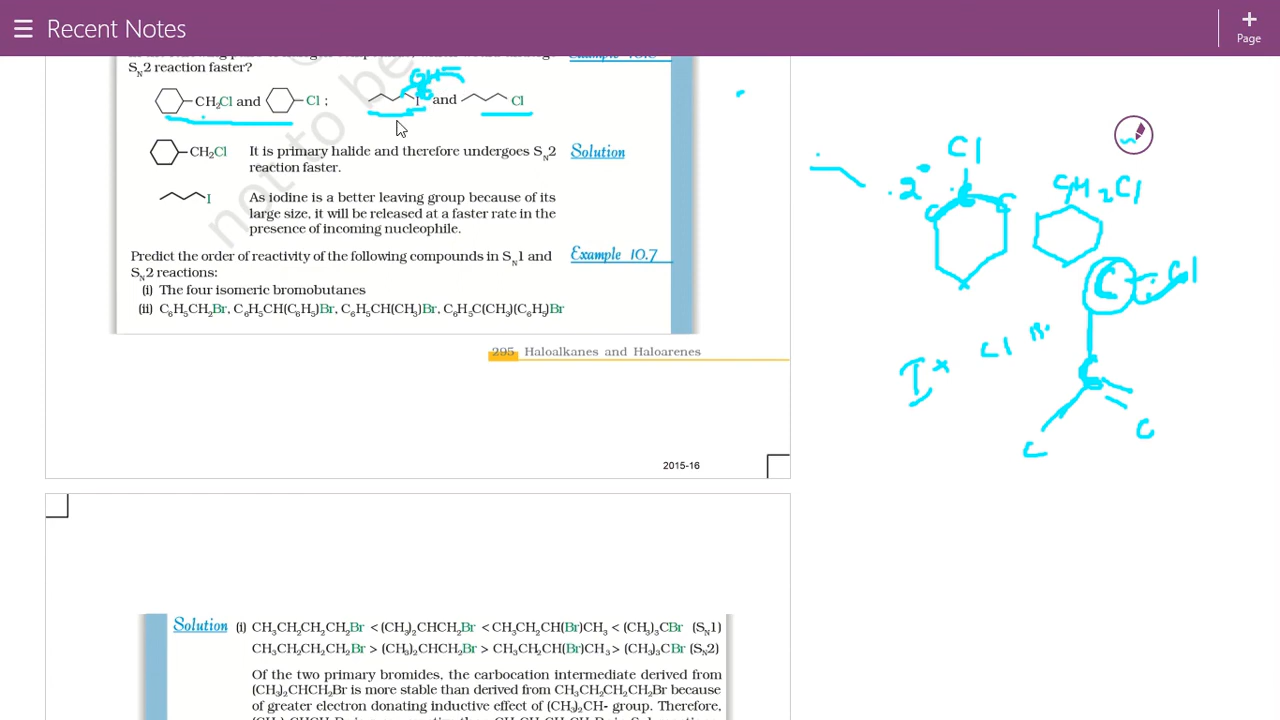 Recent Notes
Page
S_N2 reaction faster?
CH₂Cl and Cl ; I and Cl
CH₂Cl It is primary halide and therefore undergoes S_N2 Solution
reaction faster.
I As iodine is a better leaving group because of its
large size, it will be released at a faster rate in the
presence of incoming nucleophile.
Predict the order of reactivity of the following compounds in S_N1 and Example 10.7
S_N2 reactions:
(i) The four isomeric bromobutanes
(ii) C₆H₅CH₂Br, C₆H₅CH(C₆H₅)Br, C₆H₅CH(CH₃)Br, C₆H₅C(CH₃)(C₆H₅)Br
295 Haloalkanes and Haloarenes
2015-16
not to be
Cl
2°
C C C
CH₂Cl
C Cl
I Cl Br
C
C C
Solution (i) CH₃CH₂CH₂CH₂Br < (CH₃)₂CHCH₂Br < CH₃CH₂CH(Br)CH₃ < (CH₃)₃CBr (S_N1)
CH₃CH₂CH₂CH₂Br > (CH₃)₂CHCH₂Br > CH₃CH₂CH(Br)CH₃ > (CH₃)₃CBr (S_N2)
Of the two primary bromides, the carbocation intermediate derived from
(CH₃)₂CHCH₂Br is more stable than derived from CH₃CH₂CH₂CH₂Br because
of greater electron donating inductive effect of (CH₃)₂CH- group. Therefore,